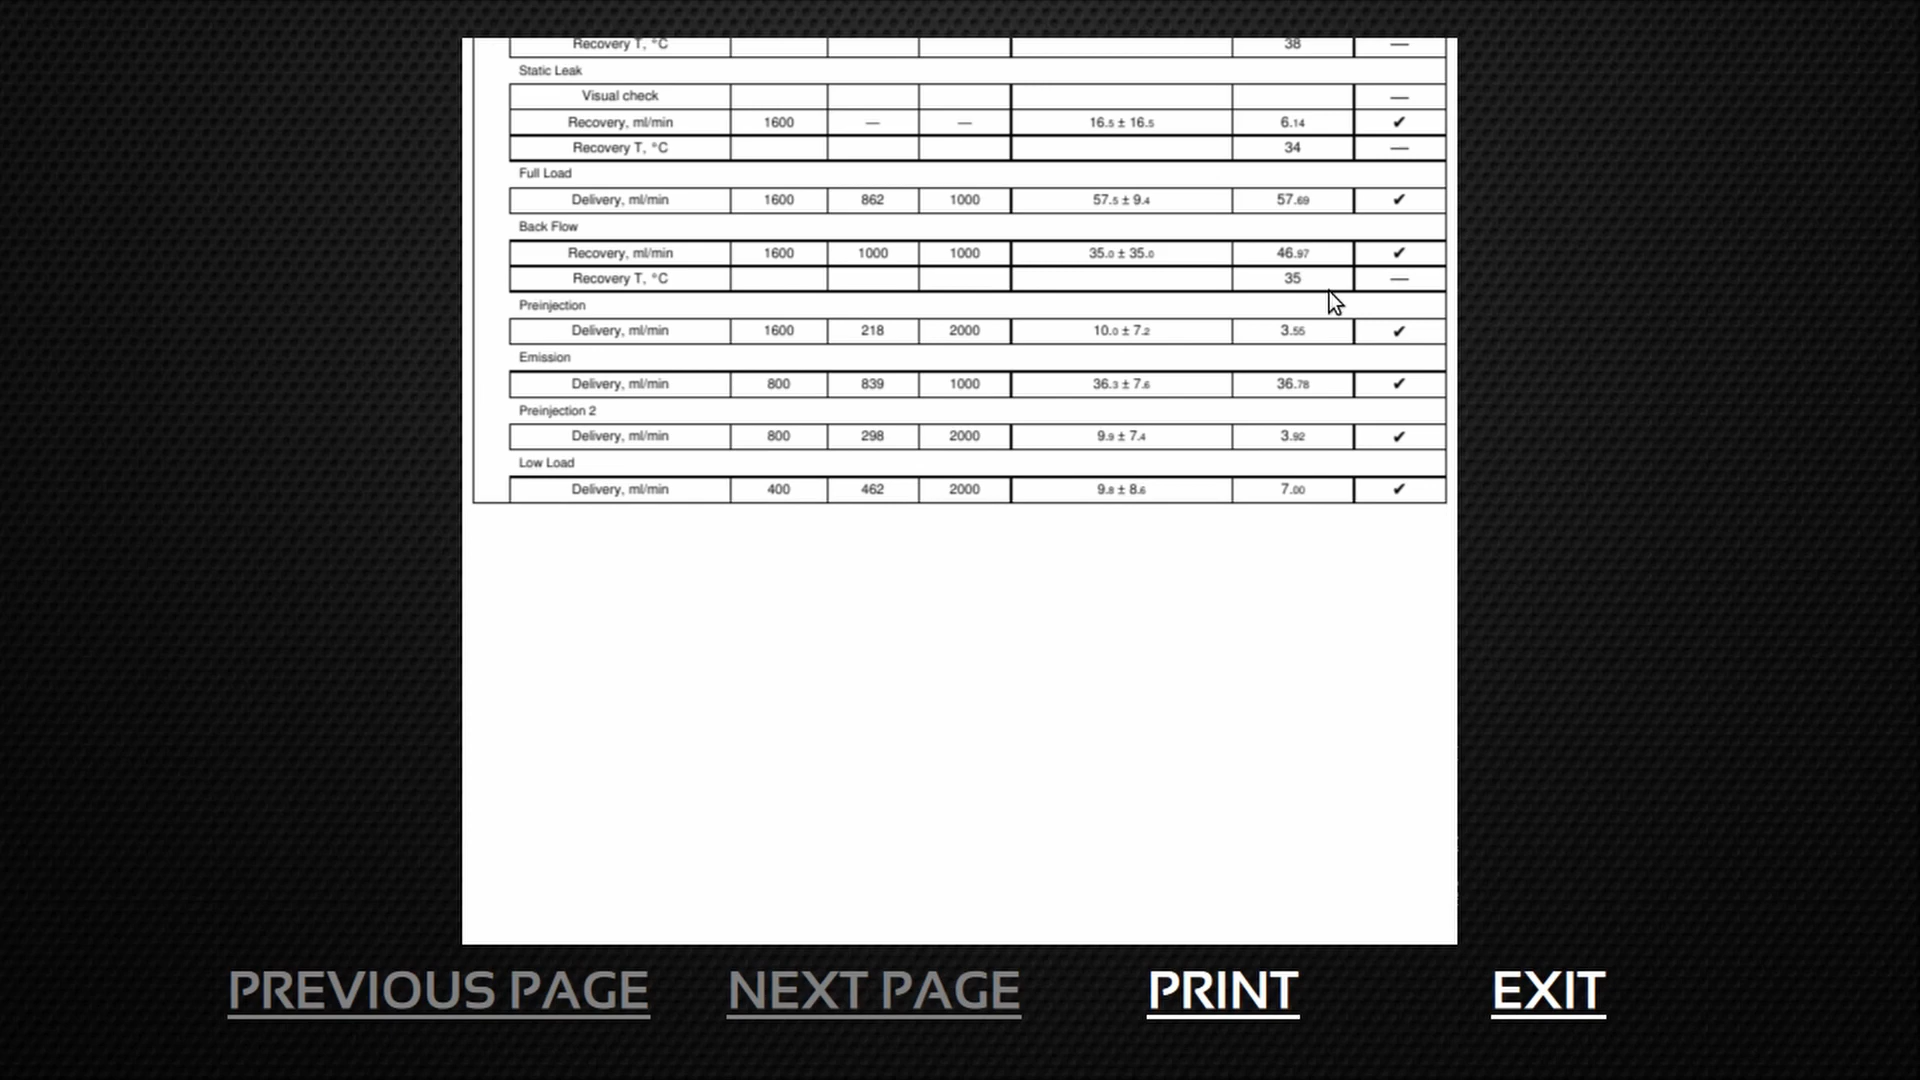 Recovery T, °C 38 —
Static Leak
Visual check —
Recovery, ml/min 1600 — — 16.5 ± 16.5 6.14 ✔
Recovery T, °C 34 —
Full Load
Delivery, ml/min 1600 862 1000 57.5 ± 9.4 57.69 ✔
Back Flow
Recovery, ml/min 1600 1000 1000 35.0 ± 35.0 46.97 ✔
Recovery T, °C 35 —
Preinjection
Delivery, ml/min 1600 218 2000 10.0 ± 7.2 3.55 ✔
Emission
Delivery, ml/min 800 839 1000 36.3 ± 7.6 36.78 ✔
Preinjection 2
Delivery, ml/min 800 298 2000 9.9 ± 7.4 3.92 ✔
Low Load
Delivery, ml/min 400 462 2000 9.8 ± 8.6 7.00 ✔
PREVIOUS PAGE NEXT PAGE PRINT EXIT